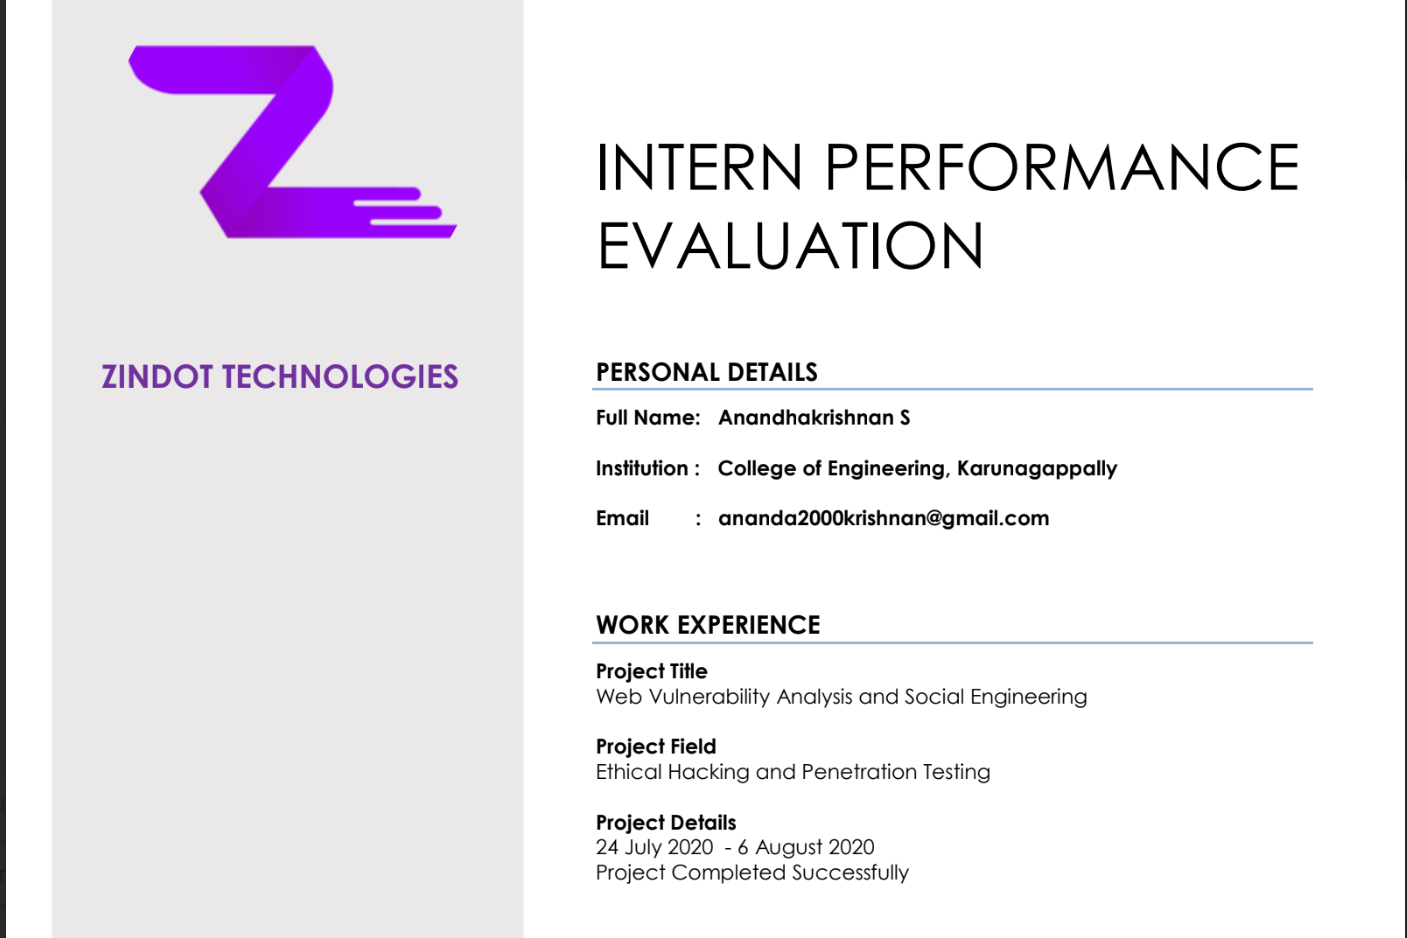 ZINDOT TECHNOLOGIES
INTERN PERFORMANCE
EVALUATION
PERSONAL DETAILS
Full Name: Anandhakrishnan S
Institution : College of Engineering, Karunagappally
Email : ananda2000krishnan@gmail.com
WORK EXPERIENCE
Project Title
Web Vulnerability Analysis and Social Engineering
Project Field
Ethical Hacking and Penetration Testing
Project Details
24 July 2020 - 6 August 2020
Project Completed Successfully